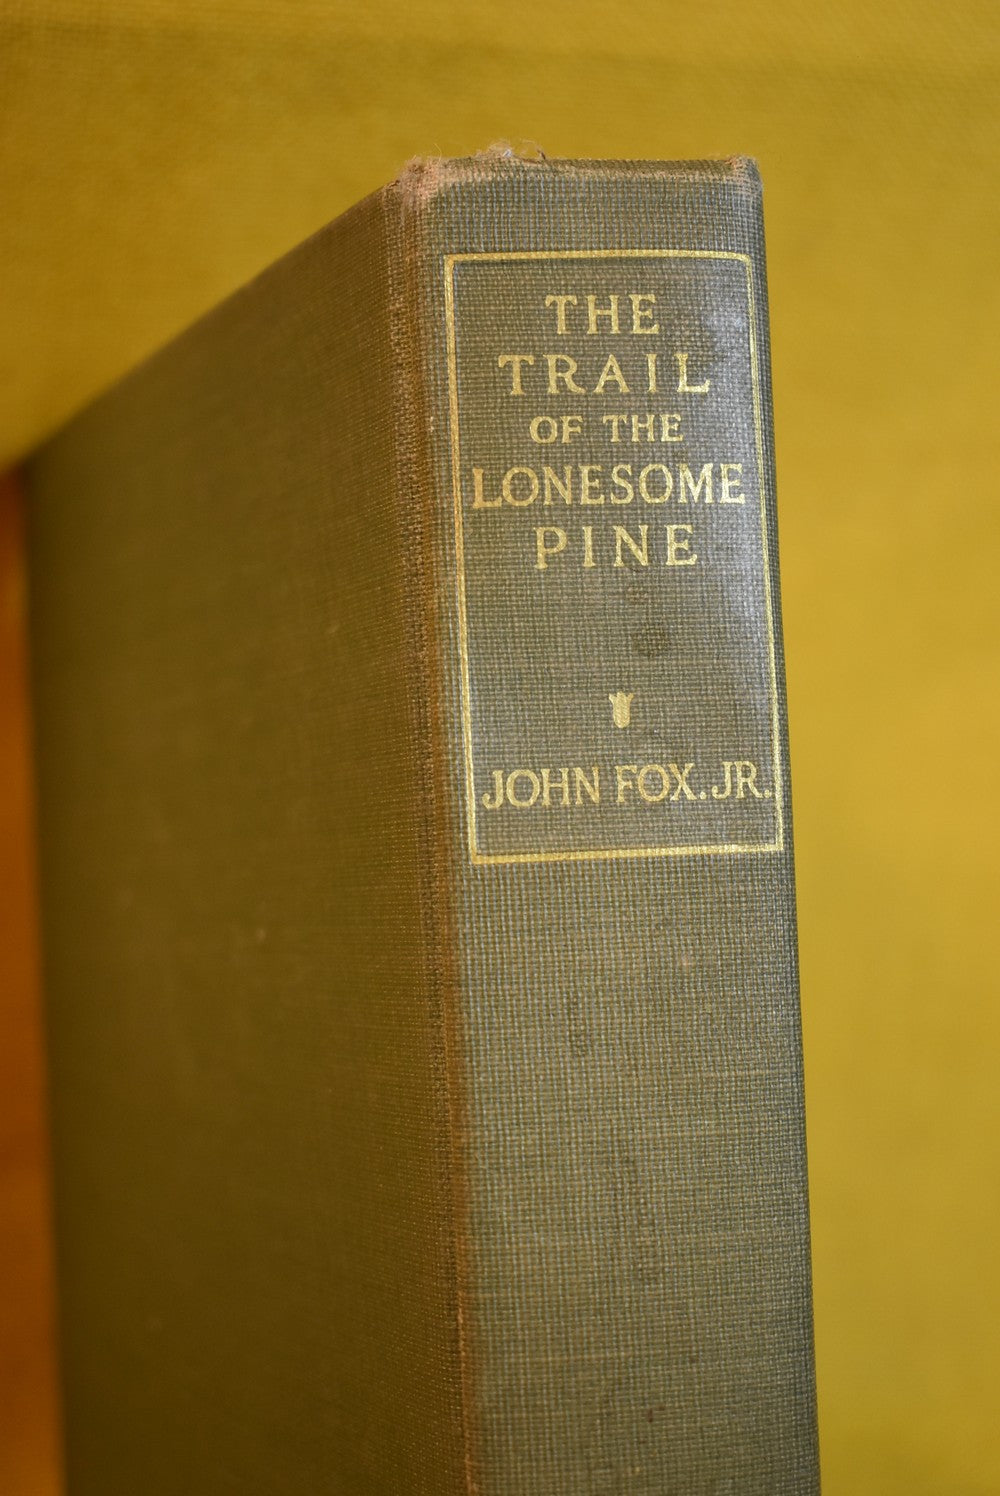 THE
TRAIL
OF THE
LONESOME
PINE
JOHN FOX. JR.